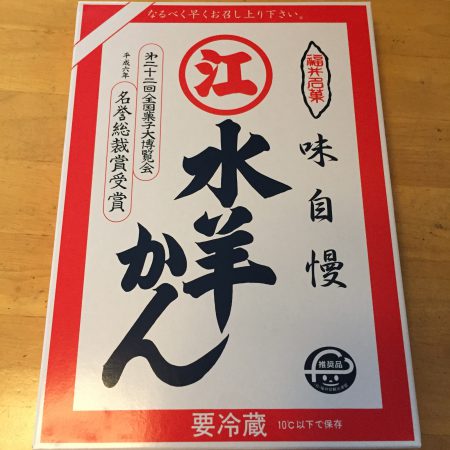 なるべく早くお召し上り下さい。
福井名菓
味自慢
江
水羊かん
第二十二回全国菓子大博覧会
平成六年
名誉総裁賞受賞
推奨品
要冷蔵
10℃以下で保存